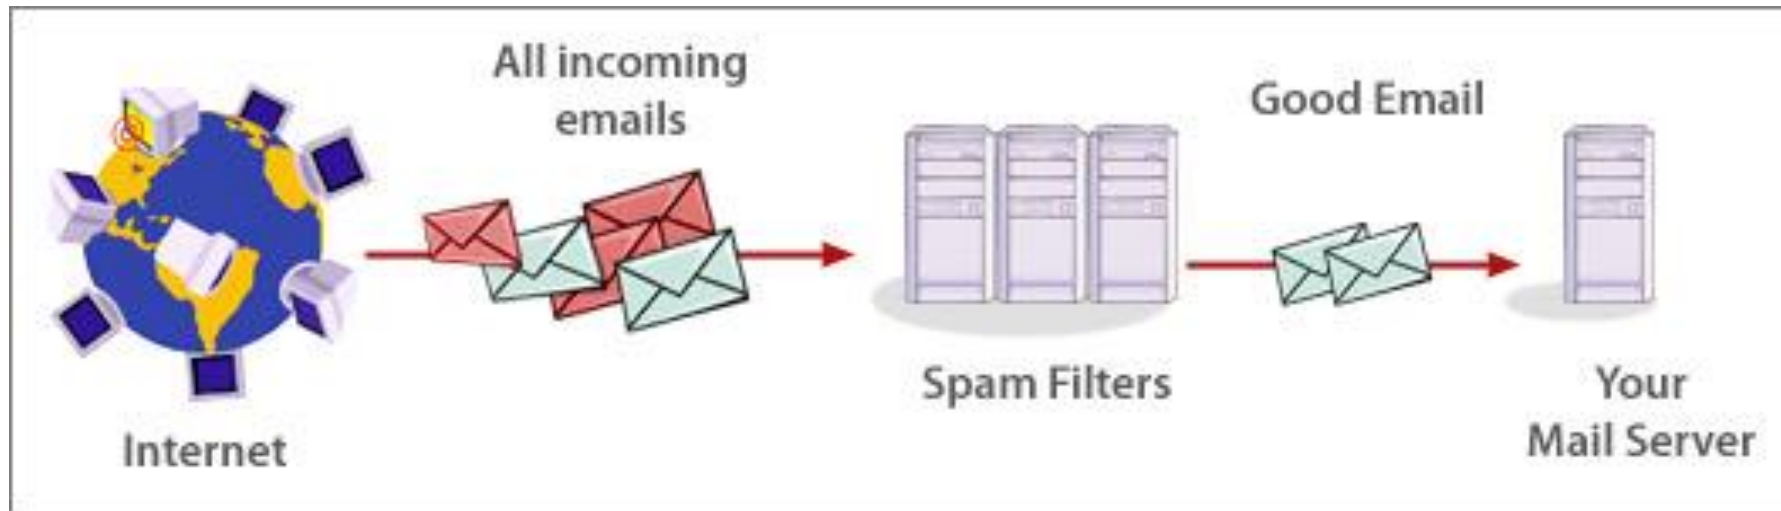 All incoming
emails
Good Email
Internet
Spam Filters
Your
Mail Server